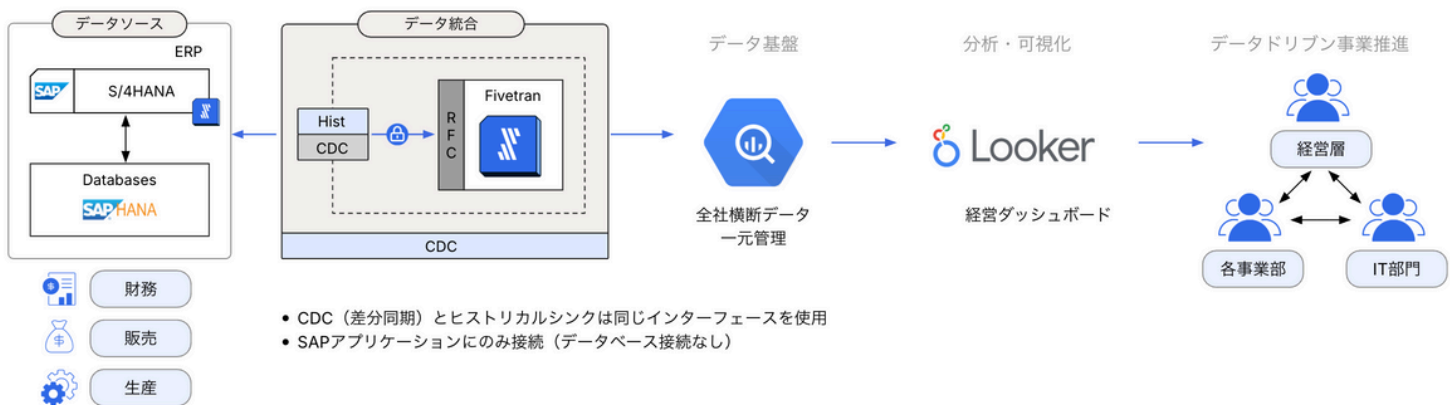 データソース
ERP
SAP
S/4HANA
Databases
SAP HANA
財務
販売
生産
データ統合
Hist
CDC
RFC
Fivetran
CDC
• CDC（差分同期）とヒストリカルシンクは同じインターフェースを使用
• SAPアプリケーションにのみ接続（データベース接続なし）
データ基盤
全社横断データ
一元管理
分析・可視化
Looker
経営ダッシュボード
データドリブン事業推進
経営層
各事業部
IT部門